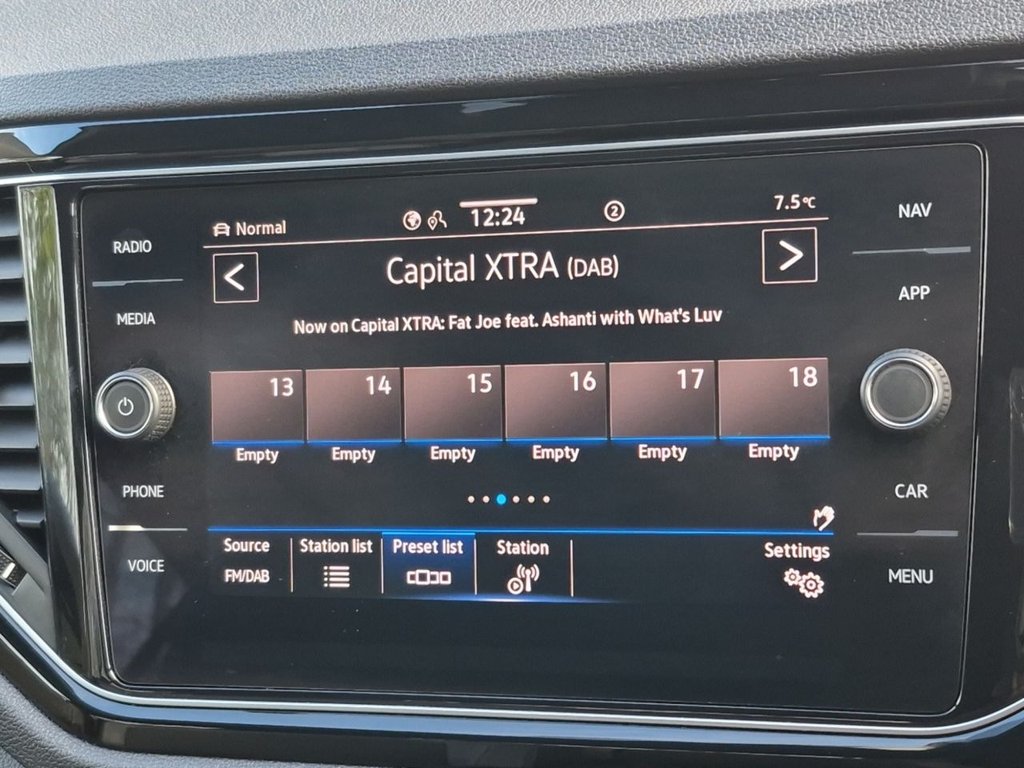 Normal 12:24 2 7.5°C
Capital XTRA (DAB)
Now on Capital XTRA: Fat Joe feat. Ashanti with What's Luv
13 14 15 16 17 18
Empty Empty Empty Empty Empty Empty
Source Station list Preset list Station Settings
FM/DAB
RADIO
MEDIA
PHONE
VOICE
NAV
APP
CAR
MENU